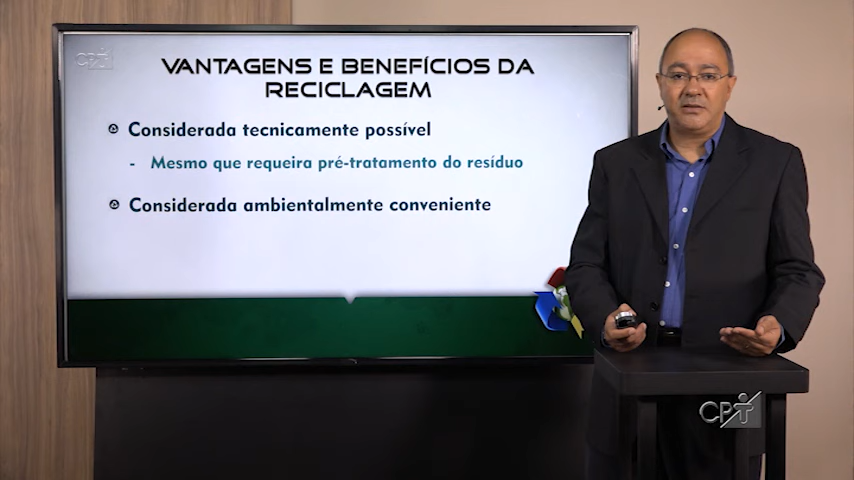 CPT
VANTAGENS E BENEFÍCIOS DA
RECICLAGEM
Considerada tecnicamente possível
- Mesmo que requeira pré-tratamento do resíduo
Considerada ambientalmente conveniente
CPT